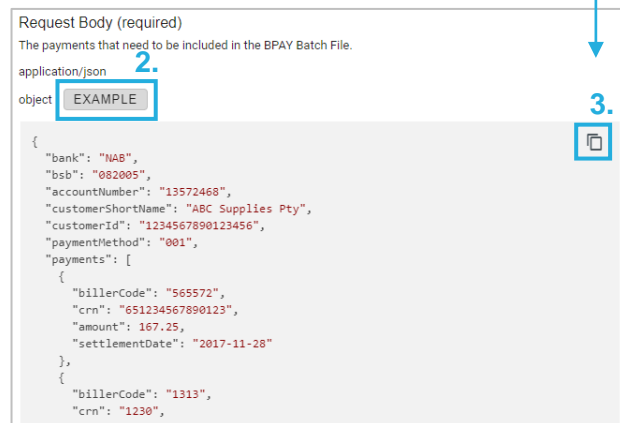 Request Body (required)
The payments that need to be included in the BPAY Batch File.
2.
application/json
object EXAMPLE
3.
{
"bank": "NAB",
"bsb": "082005",
"accountNumber": "13572468",
"customerShortName": "ABC Supplies Pty",
"customerId": "1234567890123456",
"paymentMethod": "001",
"payments": [
{
"billerCode": "565572",
"crn": "651234567890123",
"amount": 167.25,
"settlementDate": "2017-11-28"
},
{
"billerCode": "1313",
"crn": "1230",